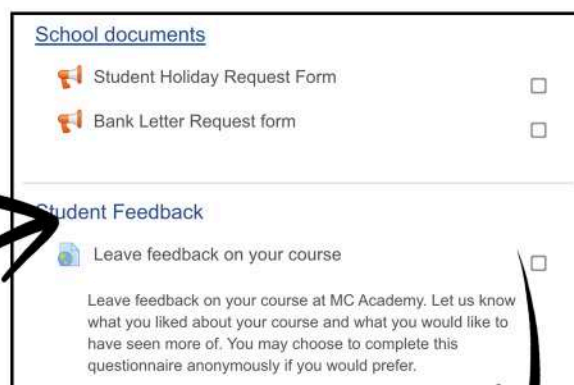 School documents
Student Holiday Request Form
Bank Letter Request form
Student Feedback
Leave feedback on your course
Leave feedback on your course at MC Academy. Let us know
what you liked about your course and what you would like to
have seen more of. You may choose to complete this
questionnaire anonymously if you would prefer.